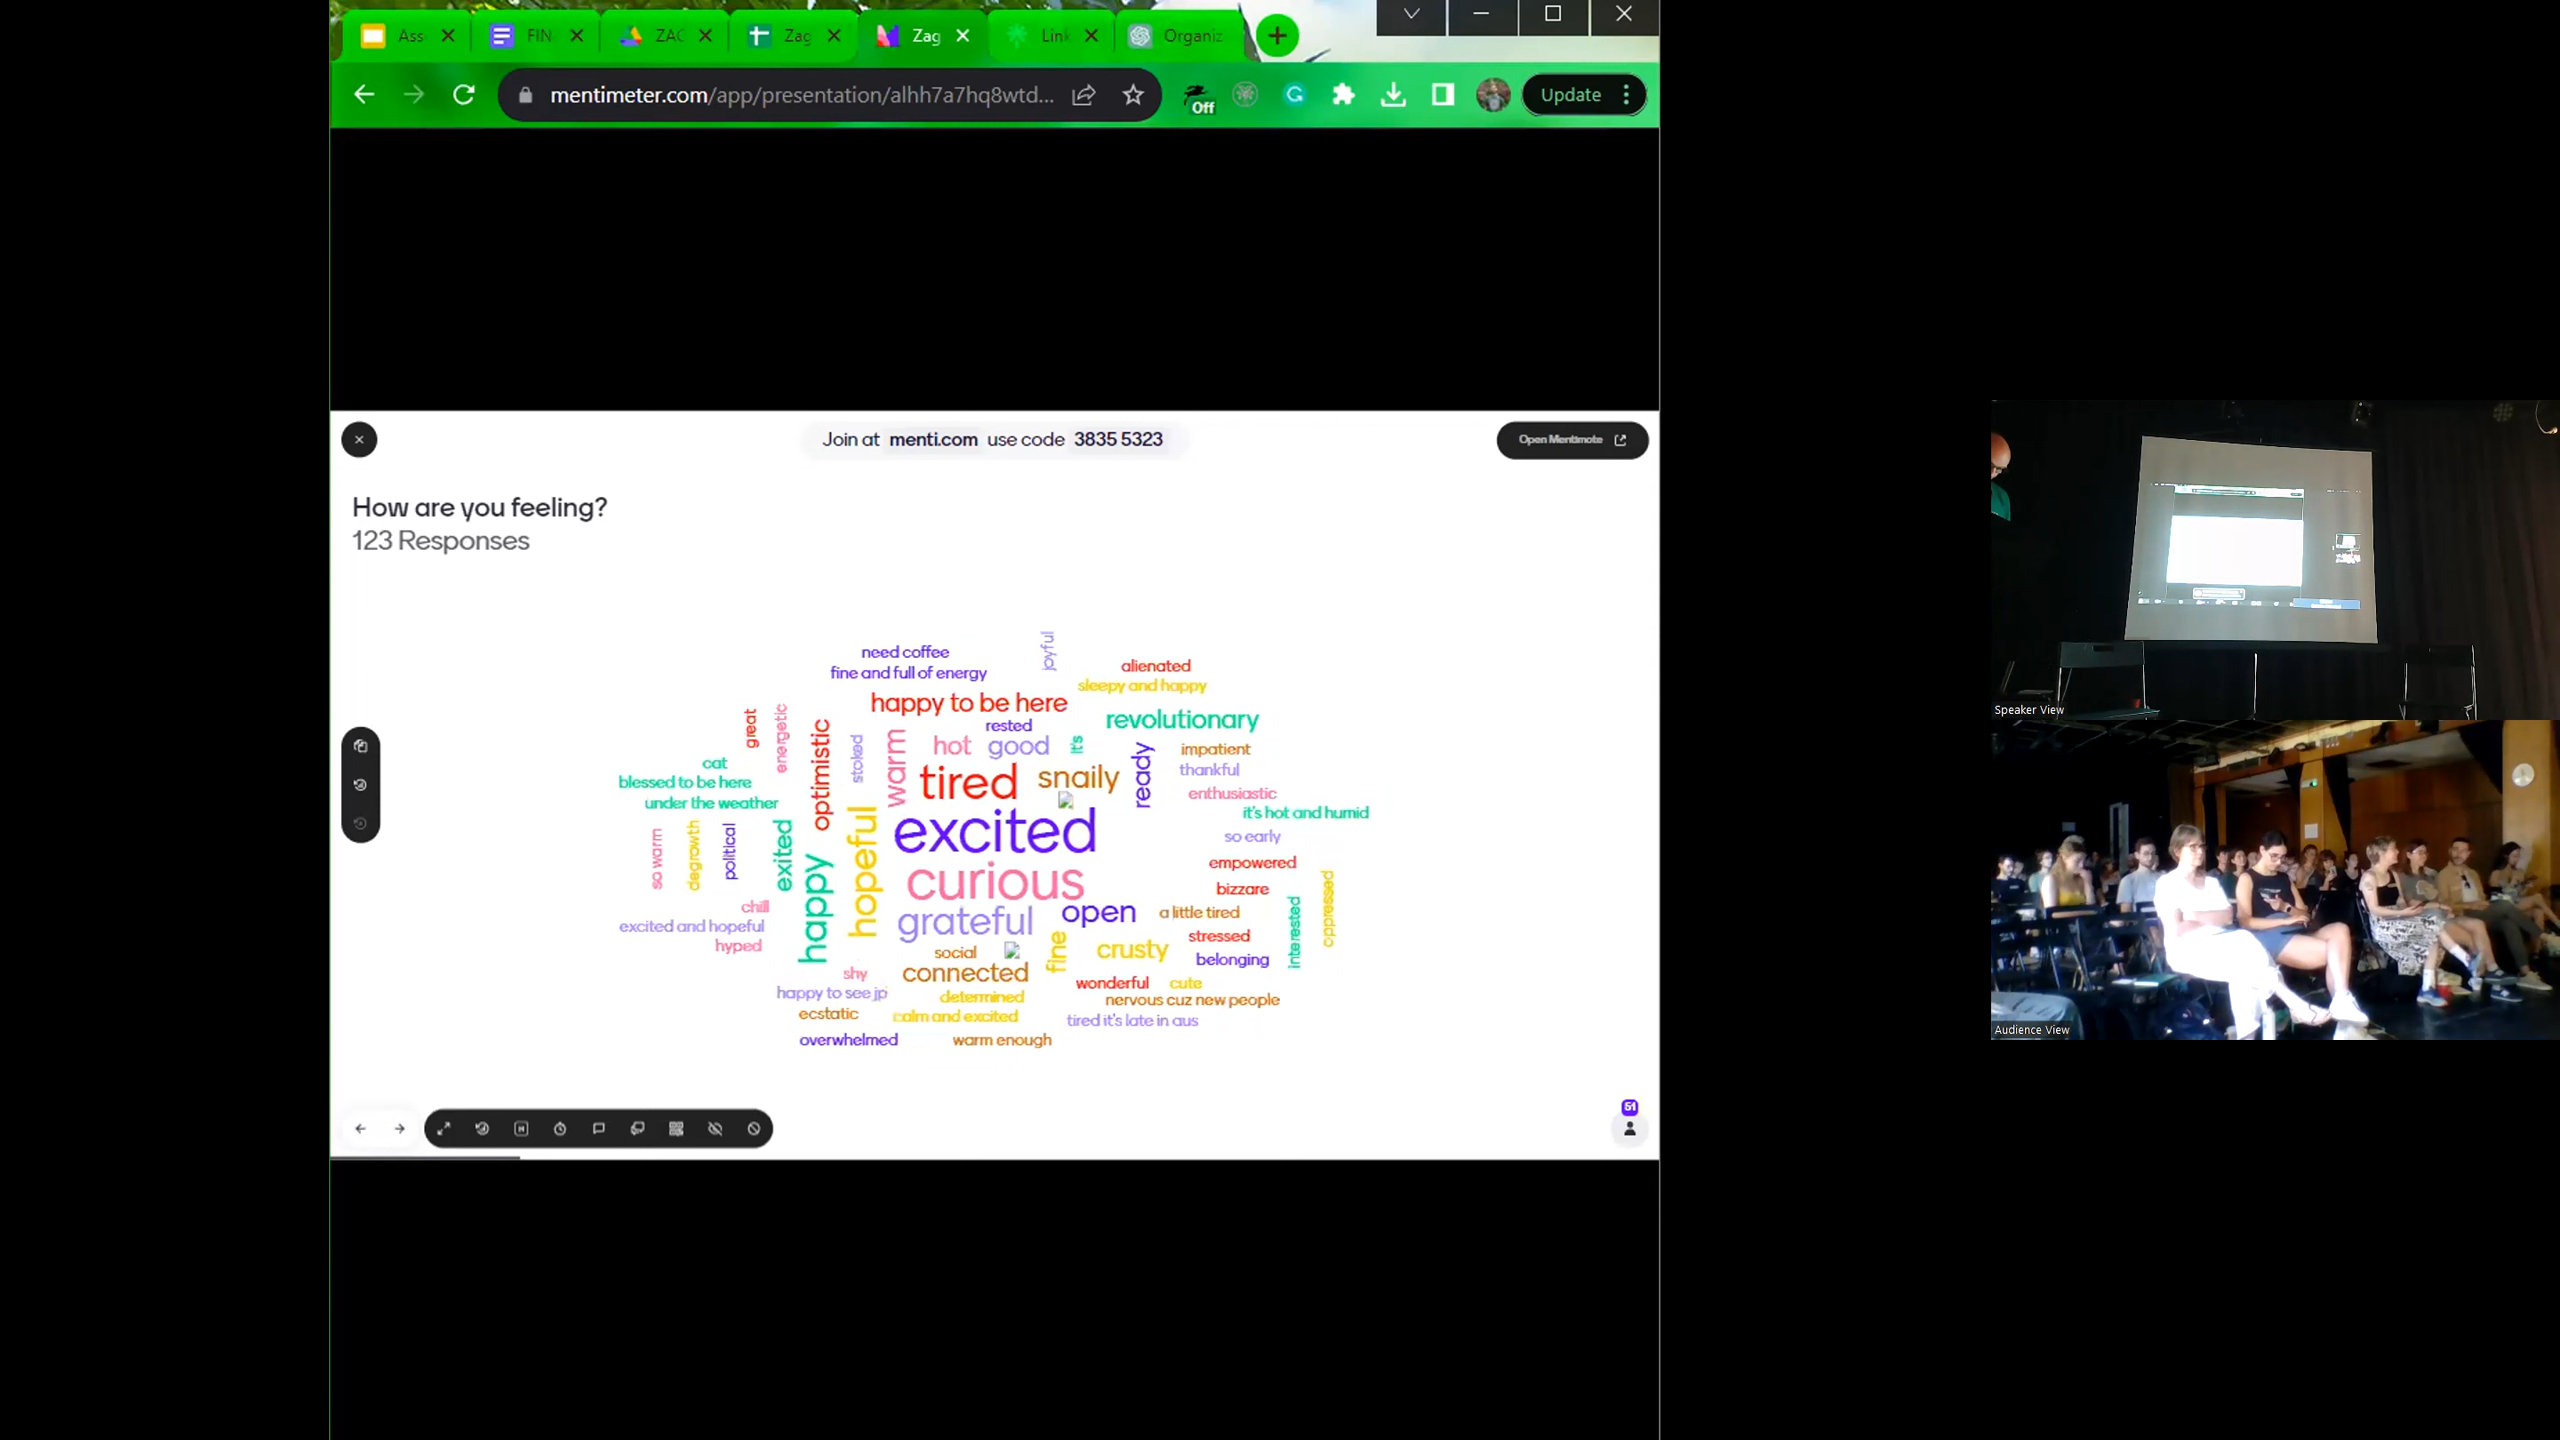 Ass
FIN
ZAG
Zag
Zag
Link
Organiz
mentimeter.com/app/presentation/alhh7a7hq8wtd...
Off
Update
Join at menti.com use code 3835 5323
Open Mentimote
How are you feeling?
123 Responses
need coffee
joyful
fine and full of energy
alienated
sleepy and happy
happy to be here
great
energetic
optimistic
stoked
warm
rested
revolutionary
hot
good
it's
ready
impatient
cat
tired
snaily
thankful
blessed to be here
under the weather
enthusiastic
it's hot and humid
so warm
degrowth
political
exited
happy
hopeful
excited
so early
curious
empowered
bizzare
oppressed
chill
grateful
open
a little tired
interested
excited and hopeful
hyped
fine
crusty
stressed
social
belonging
shy
connected
wonderful
cute
happy to see jp
determined
nervous cuz new people
ecstatic
calm and excited
tired it's late in aus
overwhelmed
warm enough
51
Speaker View
Audience View